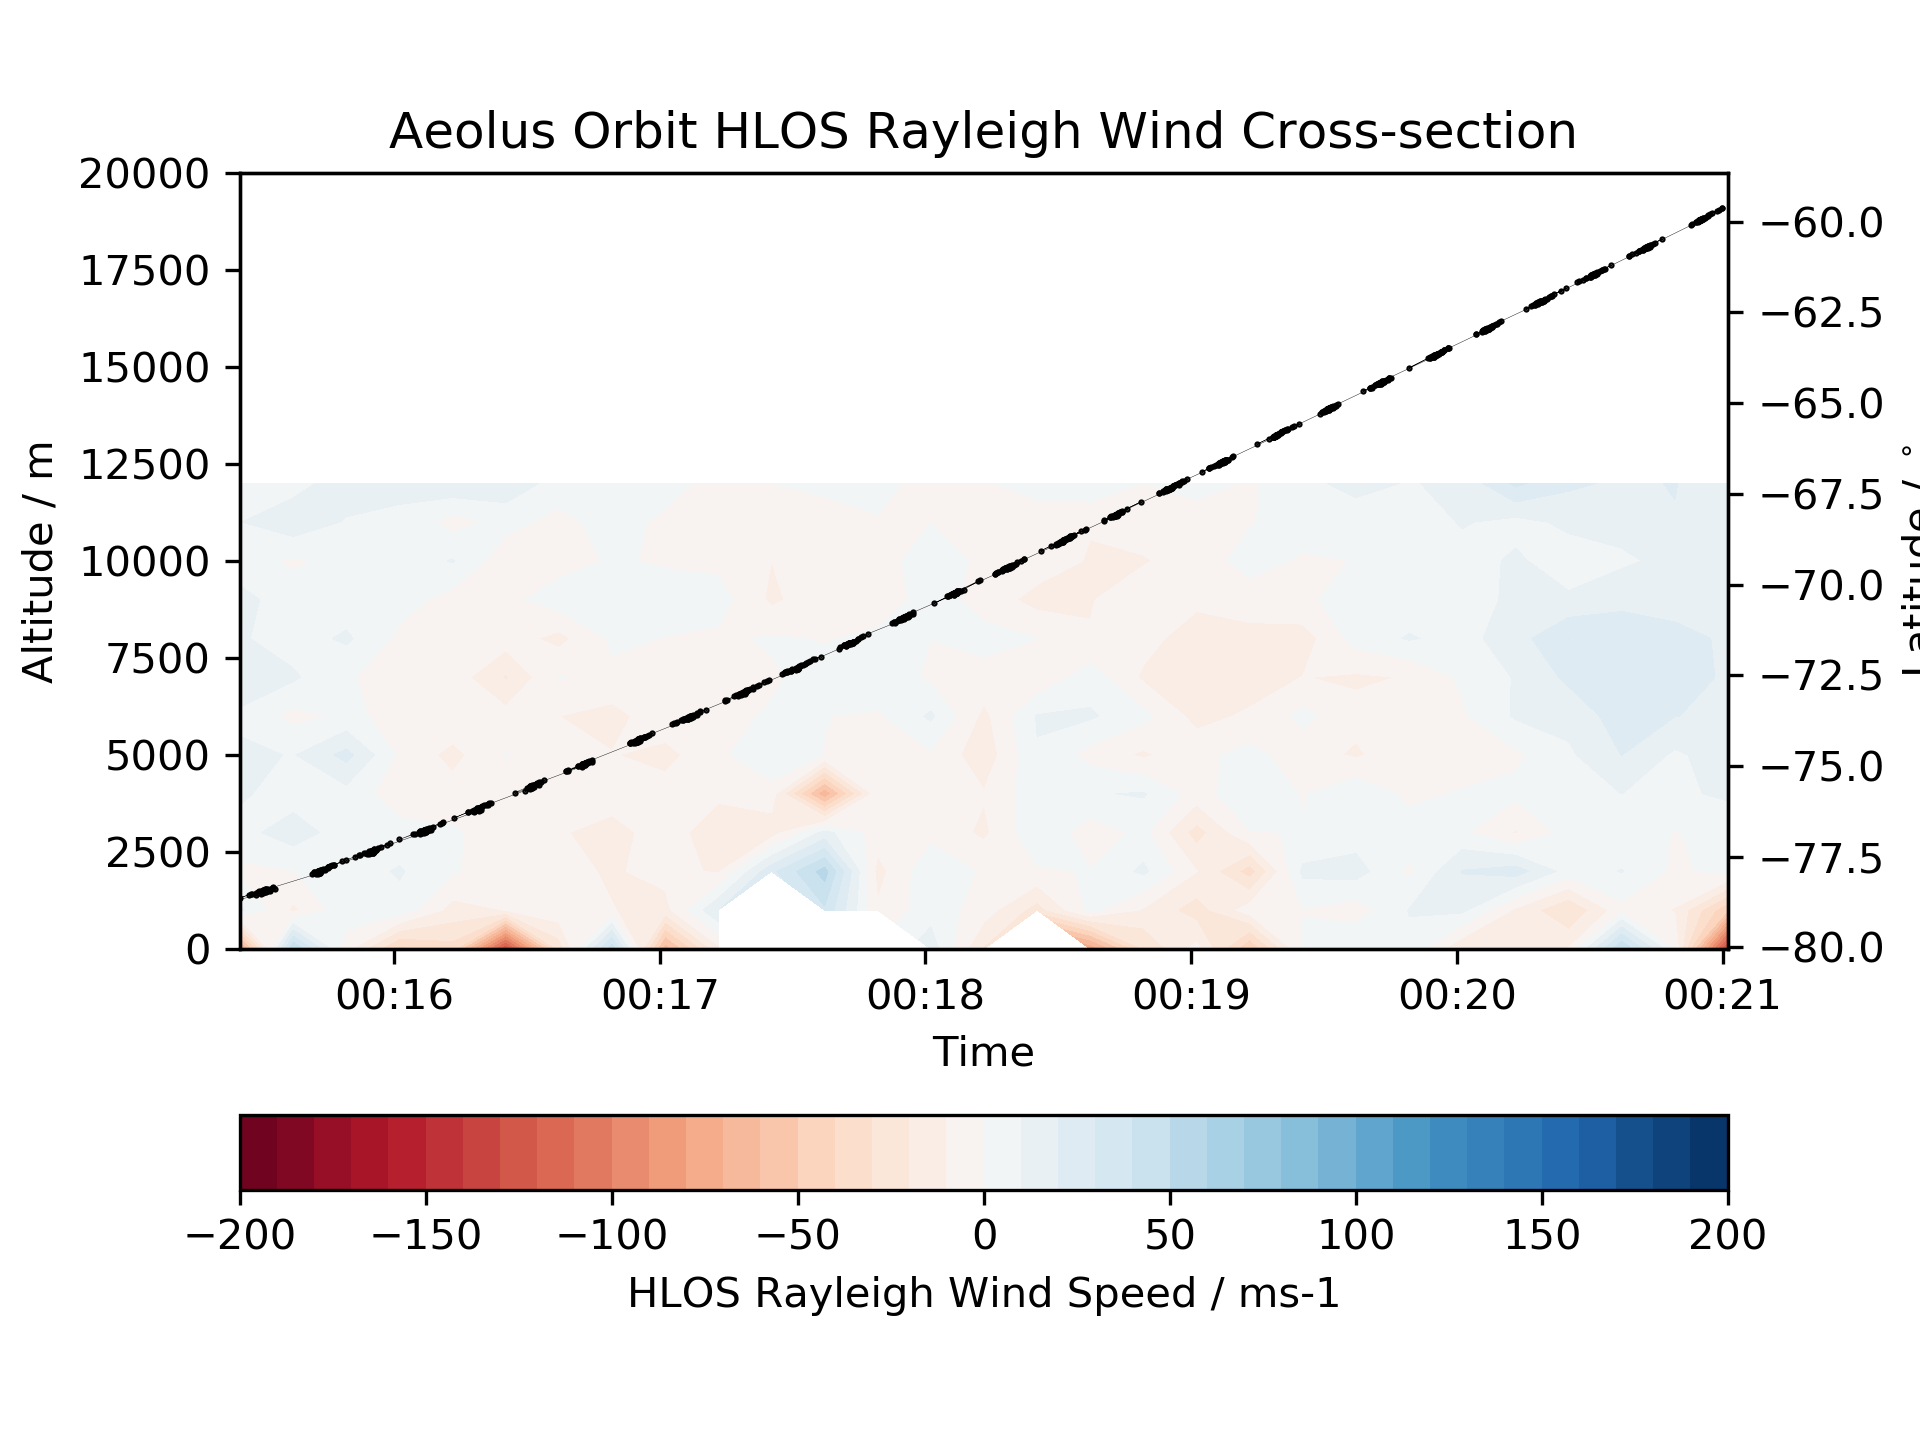 Aeolus Orbit HLOS Rayleigh Wind Cross-section
20000
17500
15000
12500
10000
7500
5000
2500
0
Altitude / m
−60.0
−62.5
−65.0
−67.5
−70.0
−72.5
−75.0
−77.5
−80.0
Latitude / °
00:16 00:17 00:18 00:19 00:20 00:21
Time
−200 −150 −100 −50 0 50 100 150 200
HLOS Rayleigh Wind Speed / ms-1